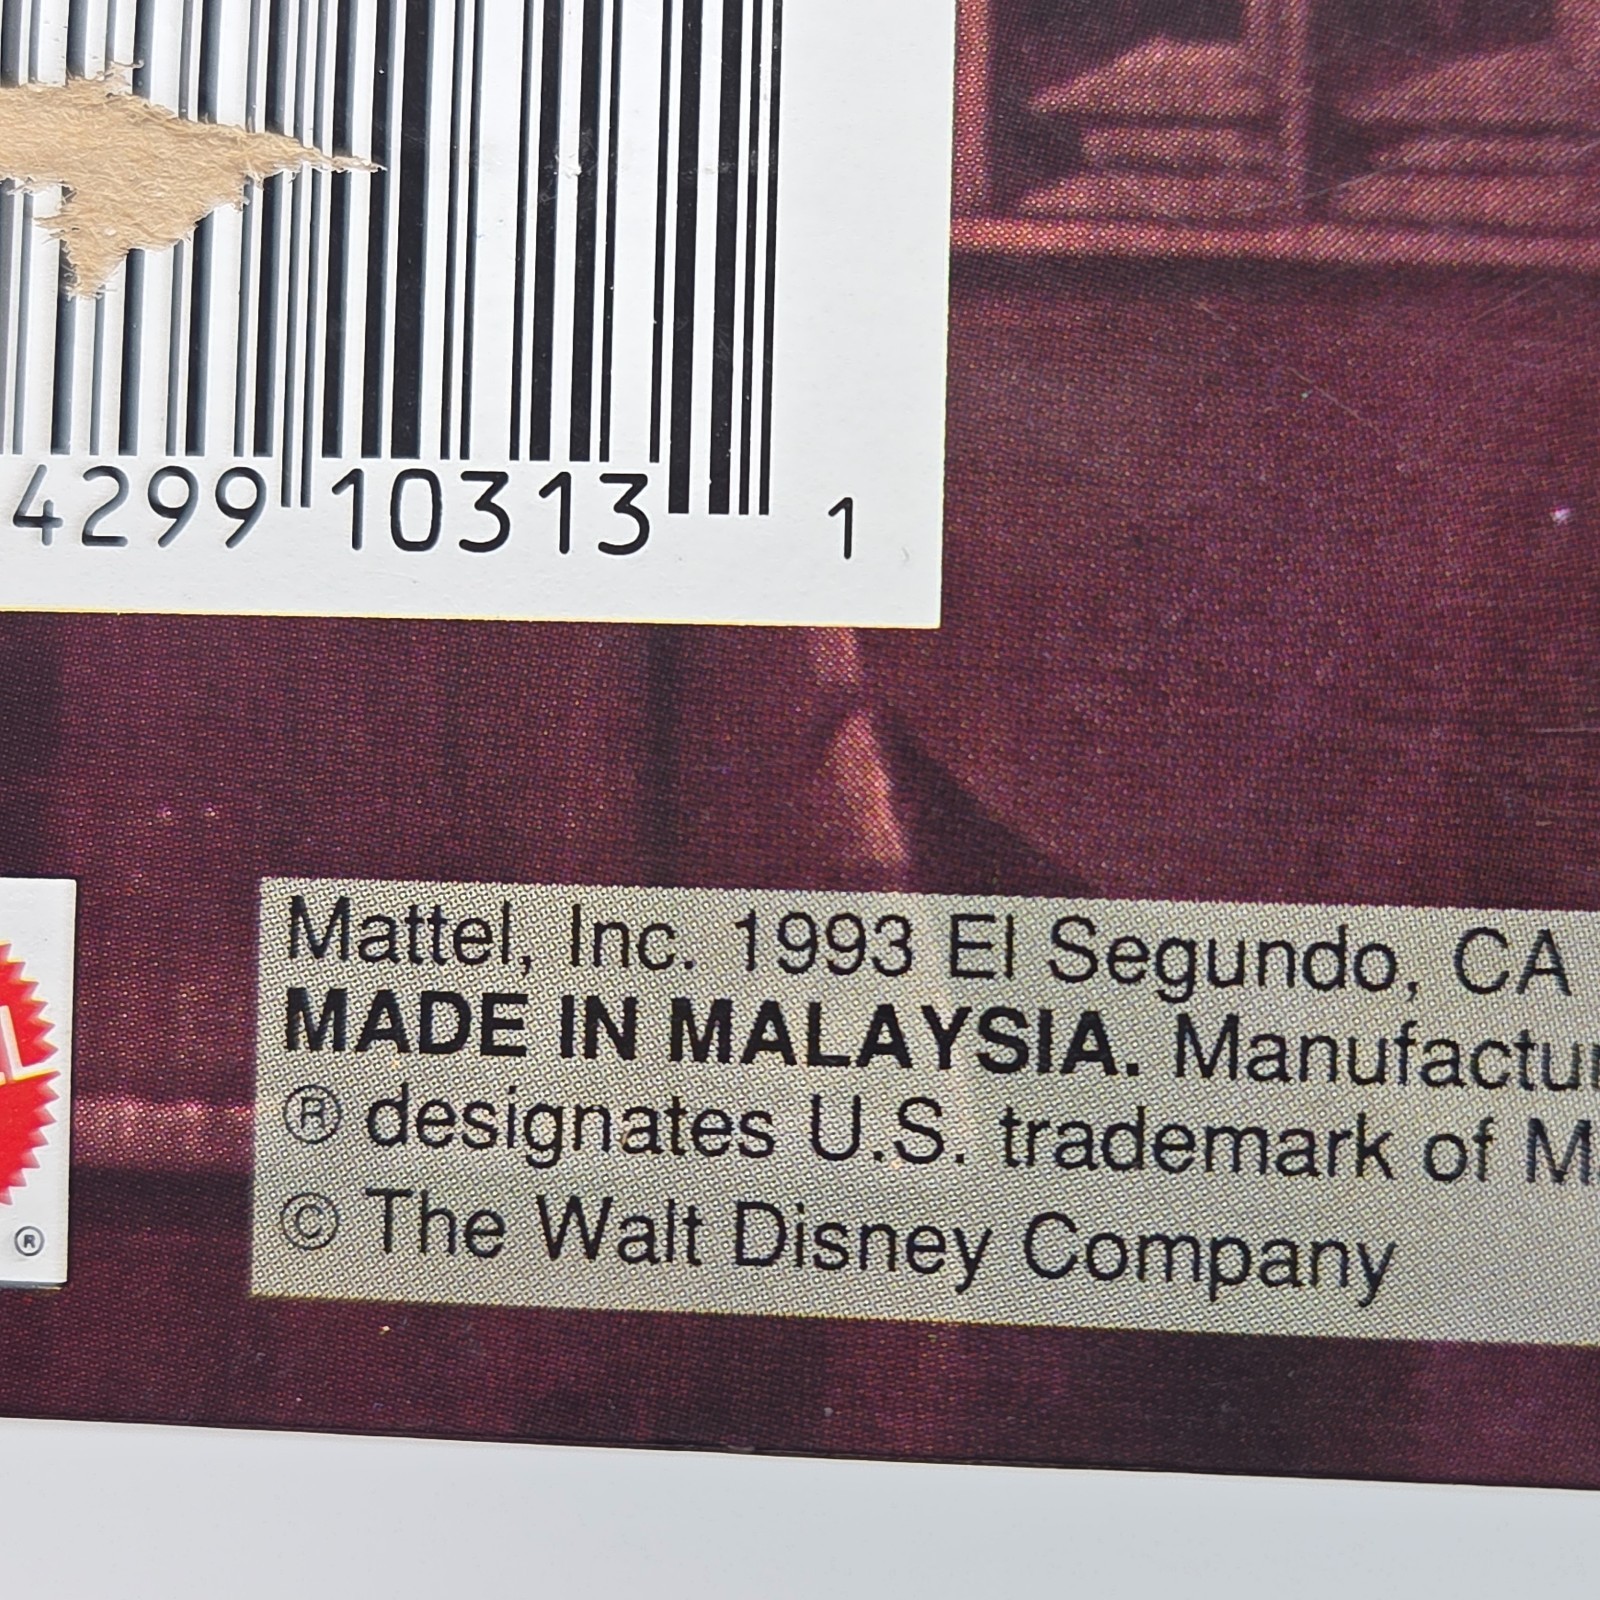 4299 10313 1
Mattel, Inc. 1993 El Segundo, CA
MADE IN MALAYSIA.
® designates U.S. trademark of
© The Walt Disney Company
®